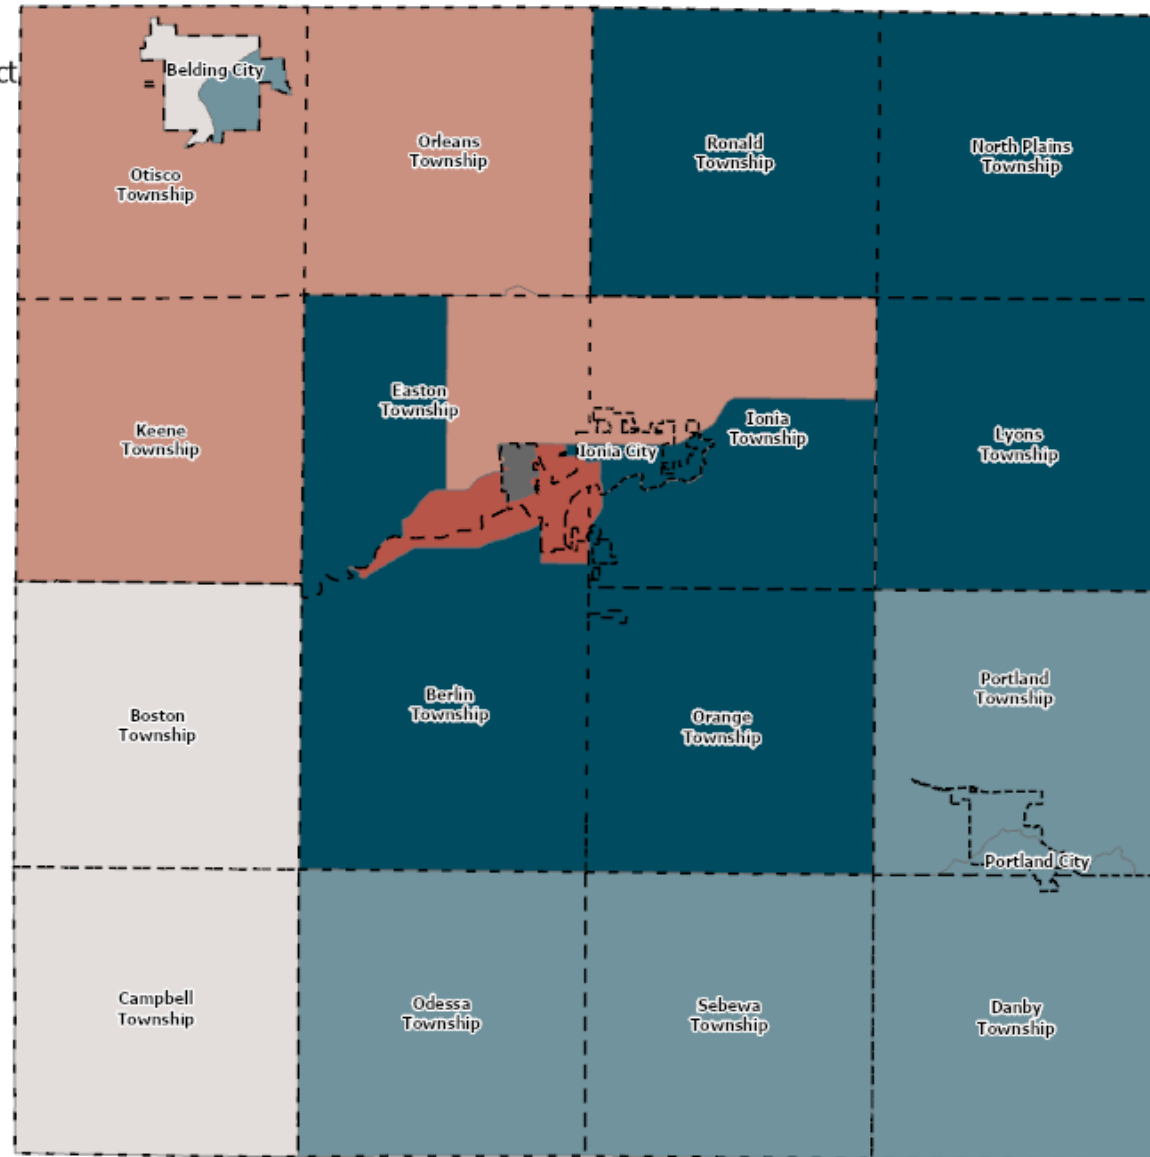 ct
Belding City
Otisco
Township
Orleans
Township
Ronald
Township
North Plains
Township
Keene
Township
Easton
Township
Ionia City
Ionia
Township
Lyons
Township
Boston
Township
Berlin
Township
Orange
Township
Portland
Township
Portland City
Campbell
Township
Odessa
Township
Sebewa
Township
Danby
Township